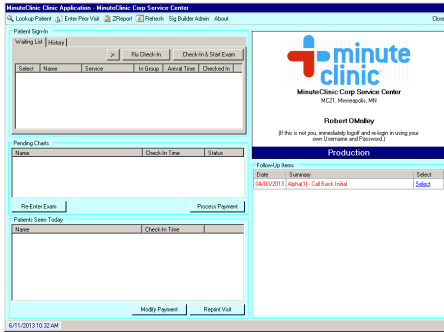 MinuteClinic Clinic Application - MinuteClinic Corp Service Center
Lookup Patient Enter Prior Visit ZReport Refresh Sig Builder Admin About Close
Patient Sign-In
Waiting List History
Flu Check-In Check-In & Start Exam
Select Name Service In Group Arrival Time Checked In
Pending Charts
Name Check-In Time Status
Re-Enter Exam Process Payment
Patients Seen Today
Name Check-In Time
Modify Payment Reprint Visit
6/11/2013 10:32 AM
minute
clinic
MinuteClinic Corp Service Center
MC21, Minneapolis, MN
Robert OMalley
(If this is not you, immediately logoff and re-login in using your
own Username and Password.)
Production
Follow-Up Items
Date Summary Select
04/03/2013 Alpha(1) - Call Back Initial Select